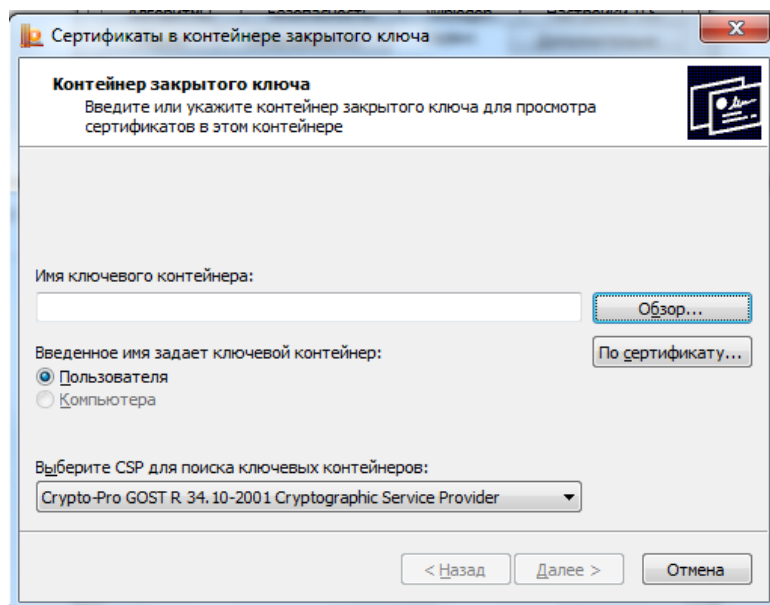 Сертификаты в контейнере закрытого ключа
Контейнер закрытого ключа
Введите или укажите контейнер закрытого ключа для просмотра
сертификатов в этом контейнере
Имя ключевого контейнера:
Обзор...
Введенное имя задает ключевой контейнер:
По сертификату...
Пользователя
Компьютера
Выберите CSP для поиска ключевых контейнеров:
Crypto-Pro GOST R 34.10-2001 Cryptographic Service Provider
< Назад
Далее >
Отмена